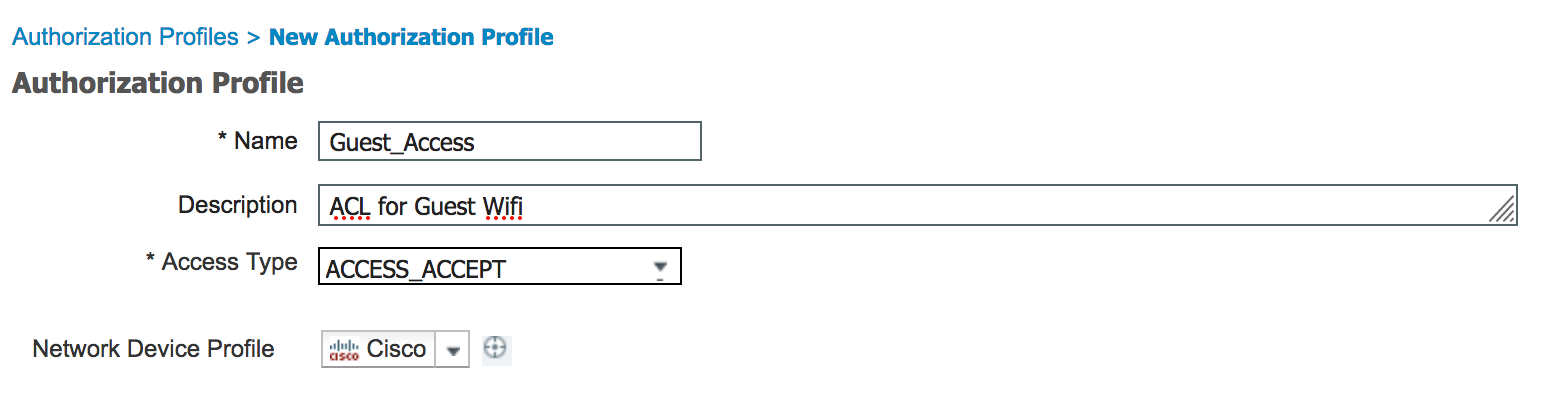 Authorization Profiles > New Authorization Profile
Authorization Profile
* Name Guest_Access
Description ACL for Guest Wifi
* Access Type ACCESS_ACCEPT
Network Device Profile cisco Cisco